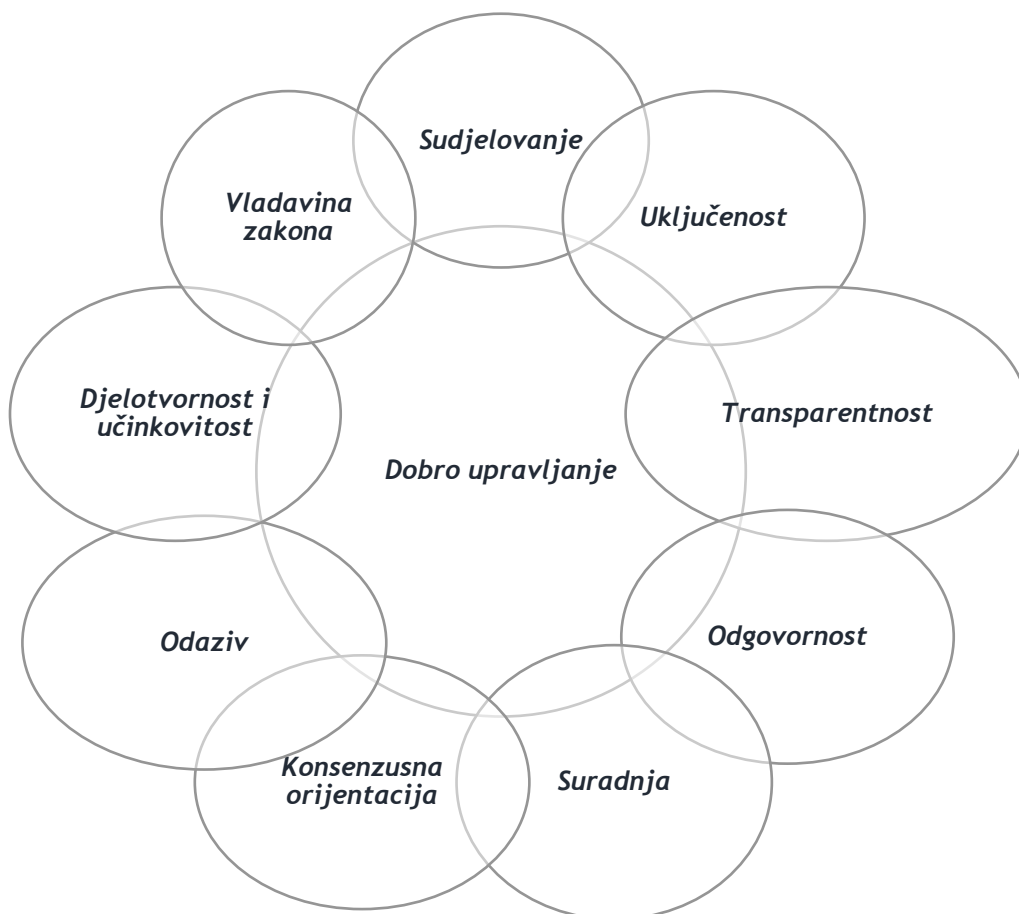 Sudjelovanje
Vladavina
zakona
Uključenost
Djelotvornost i
učinkovitost
Transparentnost
Dobro upravljanje
Odaziv
Odgovornost
Konsenzusna
orijentacija
Suradnja